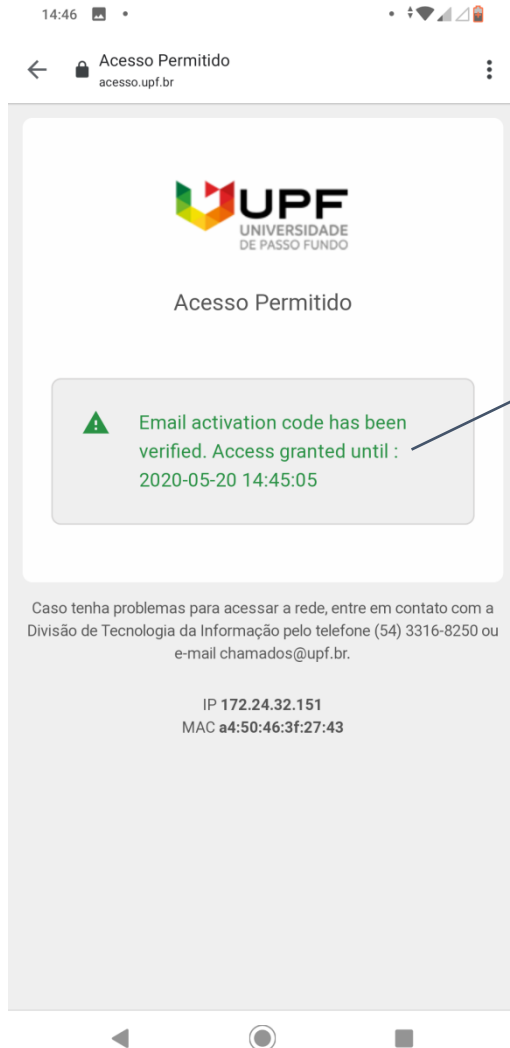 14:46
Acesso Permitido
acesso.upf.br
UPF
UNIVERSIDADE
DE PASSO FUNDO
Acesso Permitido
Email activation code has been
verified. Access granted until :
2020-05-20 14:45:05
Caso tenha problemas para acessar a rede, entre em contato com a
Divisão de Tecnologia da Informação pelo telefone (54) 3316-8250 ou
e-mail chamados@upf.br.
IP 172.24.32.151
MAC a4:50:46:3f:27:43